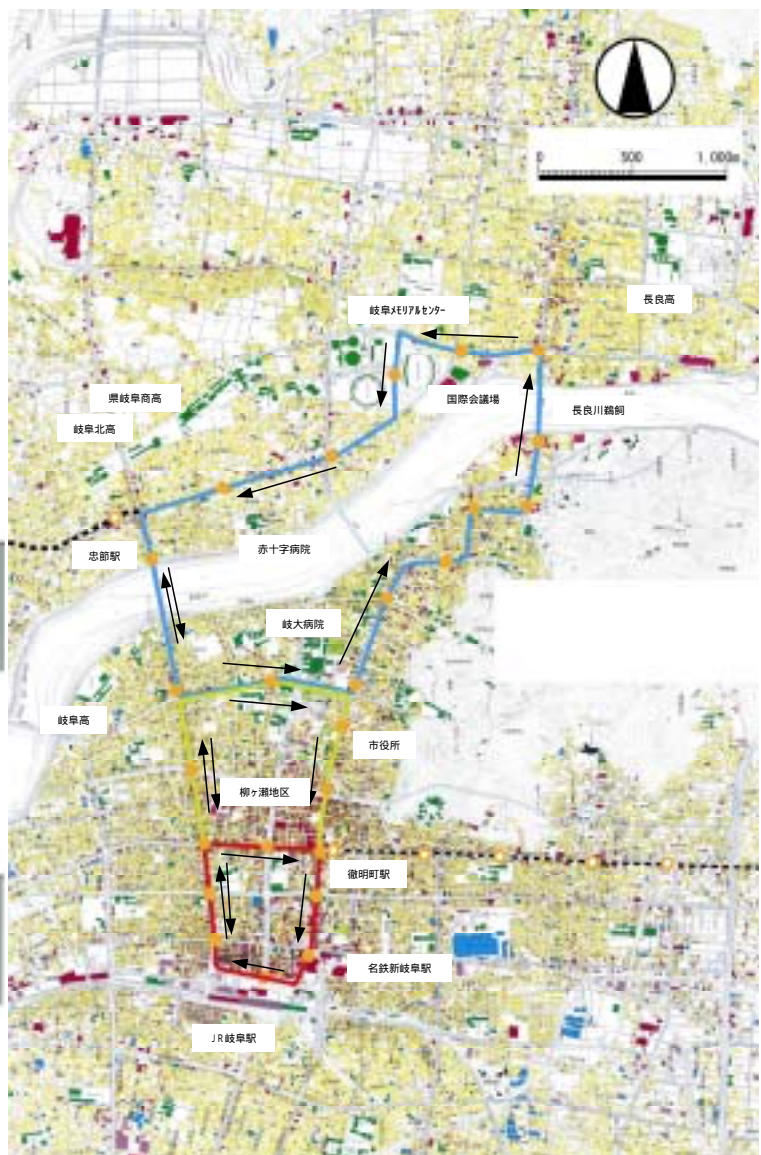 0 500 1,000m
長良高
岐阜ﾒﾓﾘｱﾙｾﾝﾀｰ
県岐阜商高
国際会議場
長良川鵜飼
岐阜北高
忠節駅
赤十字病院
岐大病院
岐阜高
市役所
柳ヶ瀬地区
徹明町駅
名鉄新岐阜駅
JR岐阜駅